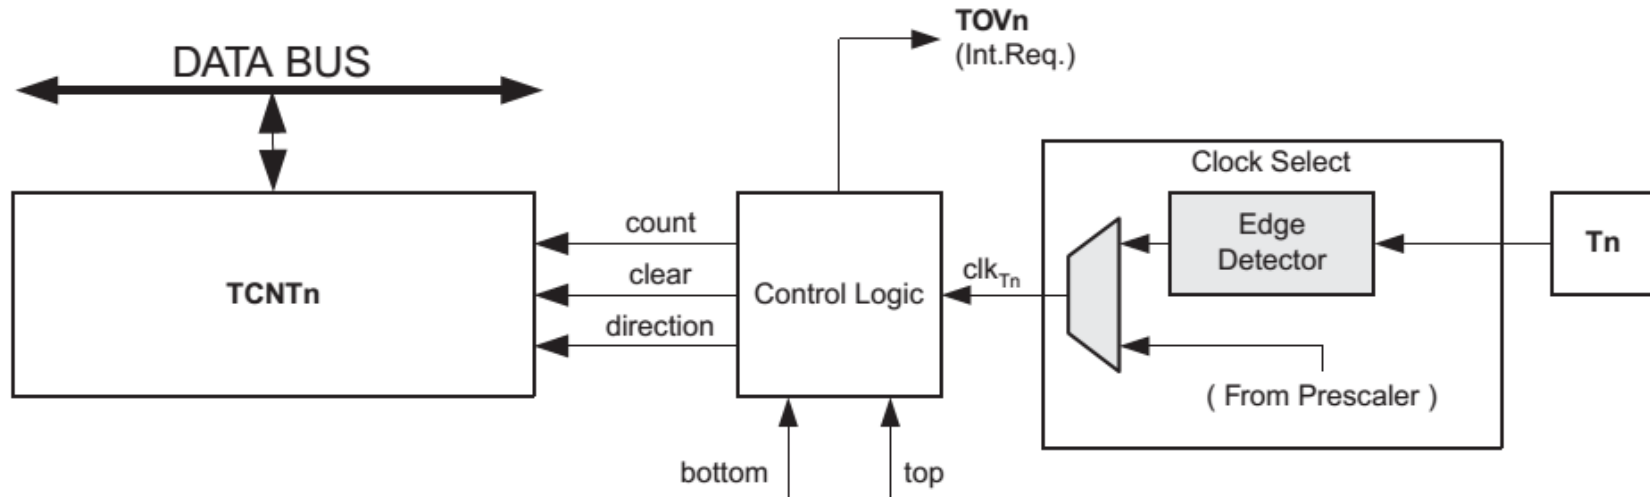 TOVn
(Int.Req.)
DATA BUS
Clock Select
Edge
Detector
Tn
count
clear
direction
TCNTn
Control Logic
clkTn
( From Prescaler )
bottom
top